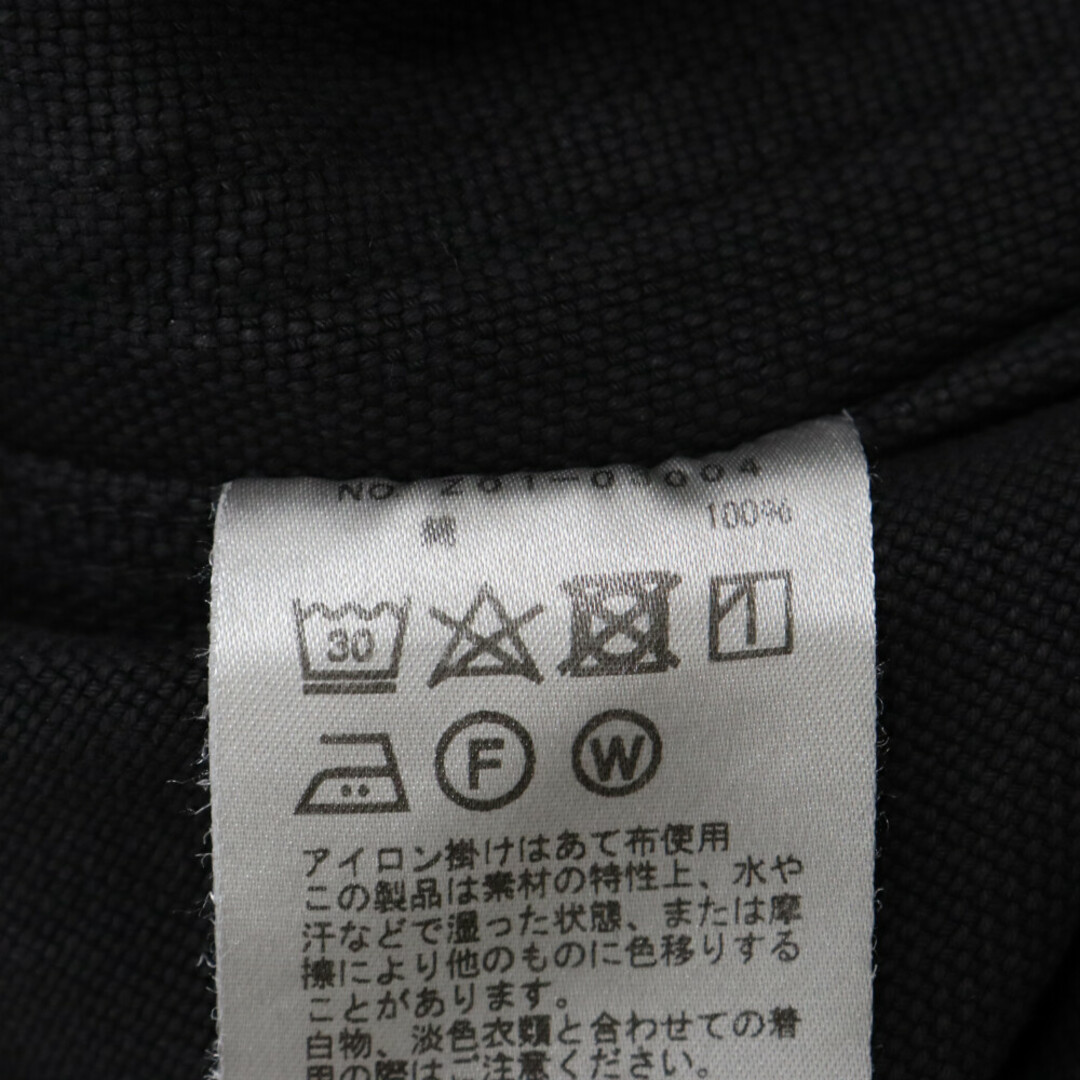 NO Z01-03004
綿 100%
30
F W
アイロン掛けはあて布使用
この製品は素材の特性上、水や
汗などで湿った状態、または摩
擦により他のものに色移りする
ことがあります。
白物、淡色衣類と合わせての着
用の際はご注意ください。